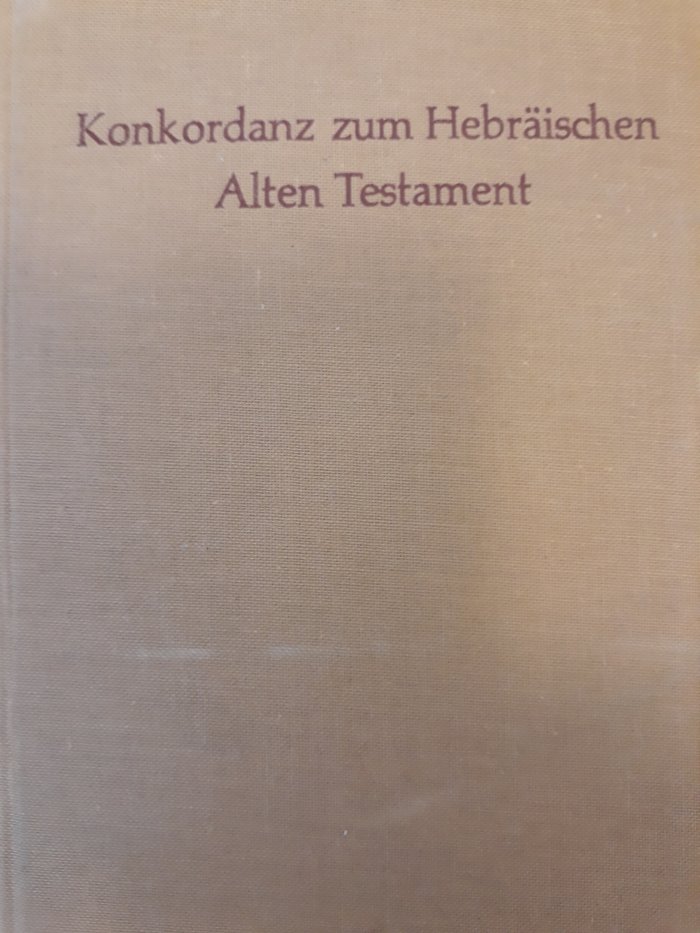 Konkordanz zum Hebräischen
Alten Testament